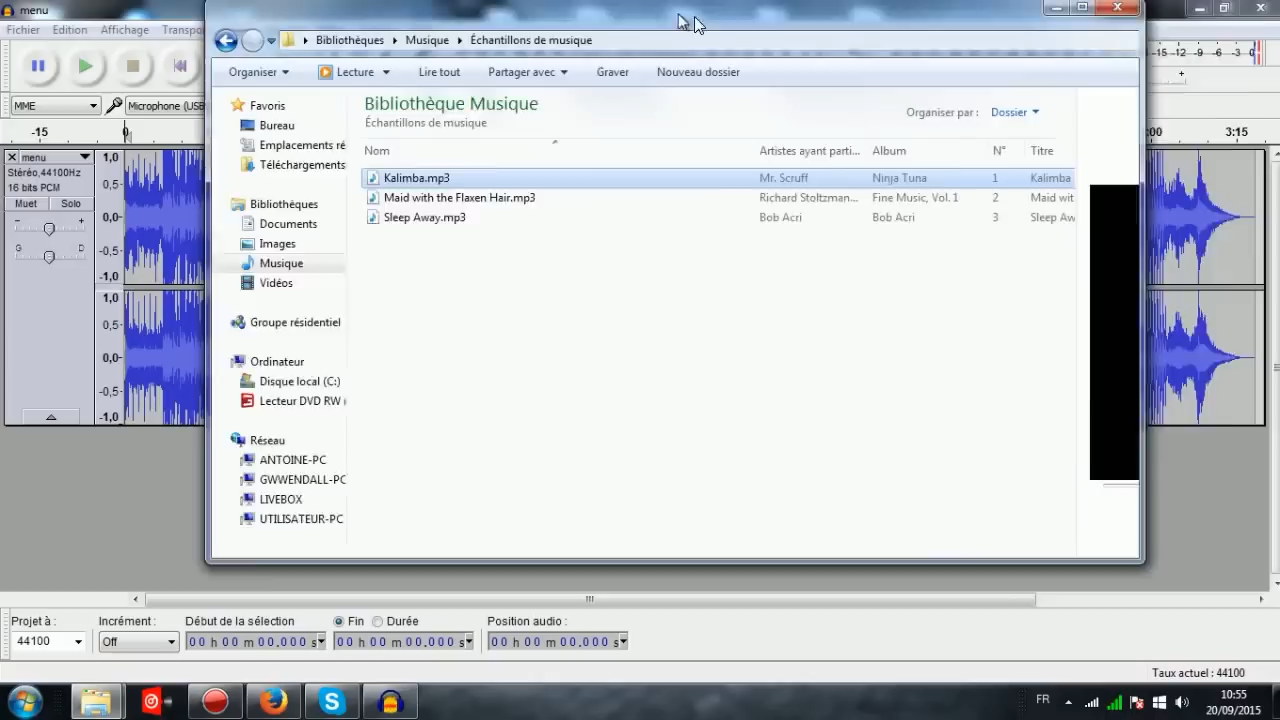 menu
Fichier Edition Affichage Transpo
Bibliothèques Musique Échantillons de musique
Organiser Lecture Lire tout Partager avec Graver Nouveau dossier
-15 -12 -9 -6 -3 0
MME Microphone (USB
-15 0 :00 3:15
Favoris
Bureau
Emplacements ré
Téléchargements
Bibliothèques
Documents
Images
Musique
Vidéos
Groupe résidentiel
Ordinateur
Disque local (C:)
Lecteur DVD RW
Réseau
ANTOINE-PC
GWWENDALL-PC
LIVEBOX
UTILISATEUR-PC
Bibliothèque Musique
Échantillons de musique
Organiser par : Dossier
Nom Artistes ayant parti... Album N° Titre
Kalimba.mp3 Mr. Scruff Ninja Tuna 1 Kalimba
Maid with the Flaxen Hair.mp3 Richard Stoltzman... Fine Music, Vol. 1 2 Maid wit
Sleep Away.mp3 Bob Acri Bob Acri 3 Sleep Aw
menu
Stéréo,44100Hz
16 bits PCM
Muet Solo
- +
G D
1,0
0,5-
0,0-
-0,5-
-1,0
1,0
0,5-
0,0-
-0,5-
-1,0
Projet à : Incrément : Début de la sélection Fin Durée Position audio :
44100 Off 00 h 00 m 00.000 s 00 h 00 m 00.000 s 00 h 00 m 00.000 s
Taux actuel : 44100
FR
10:55
20/09/2015